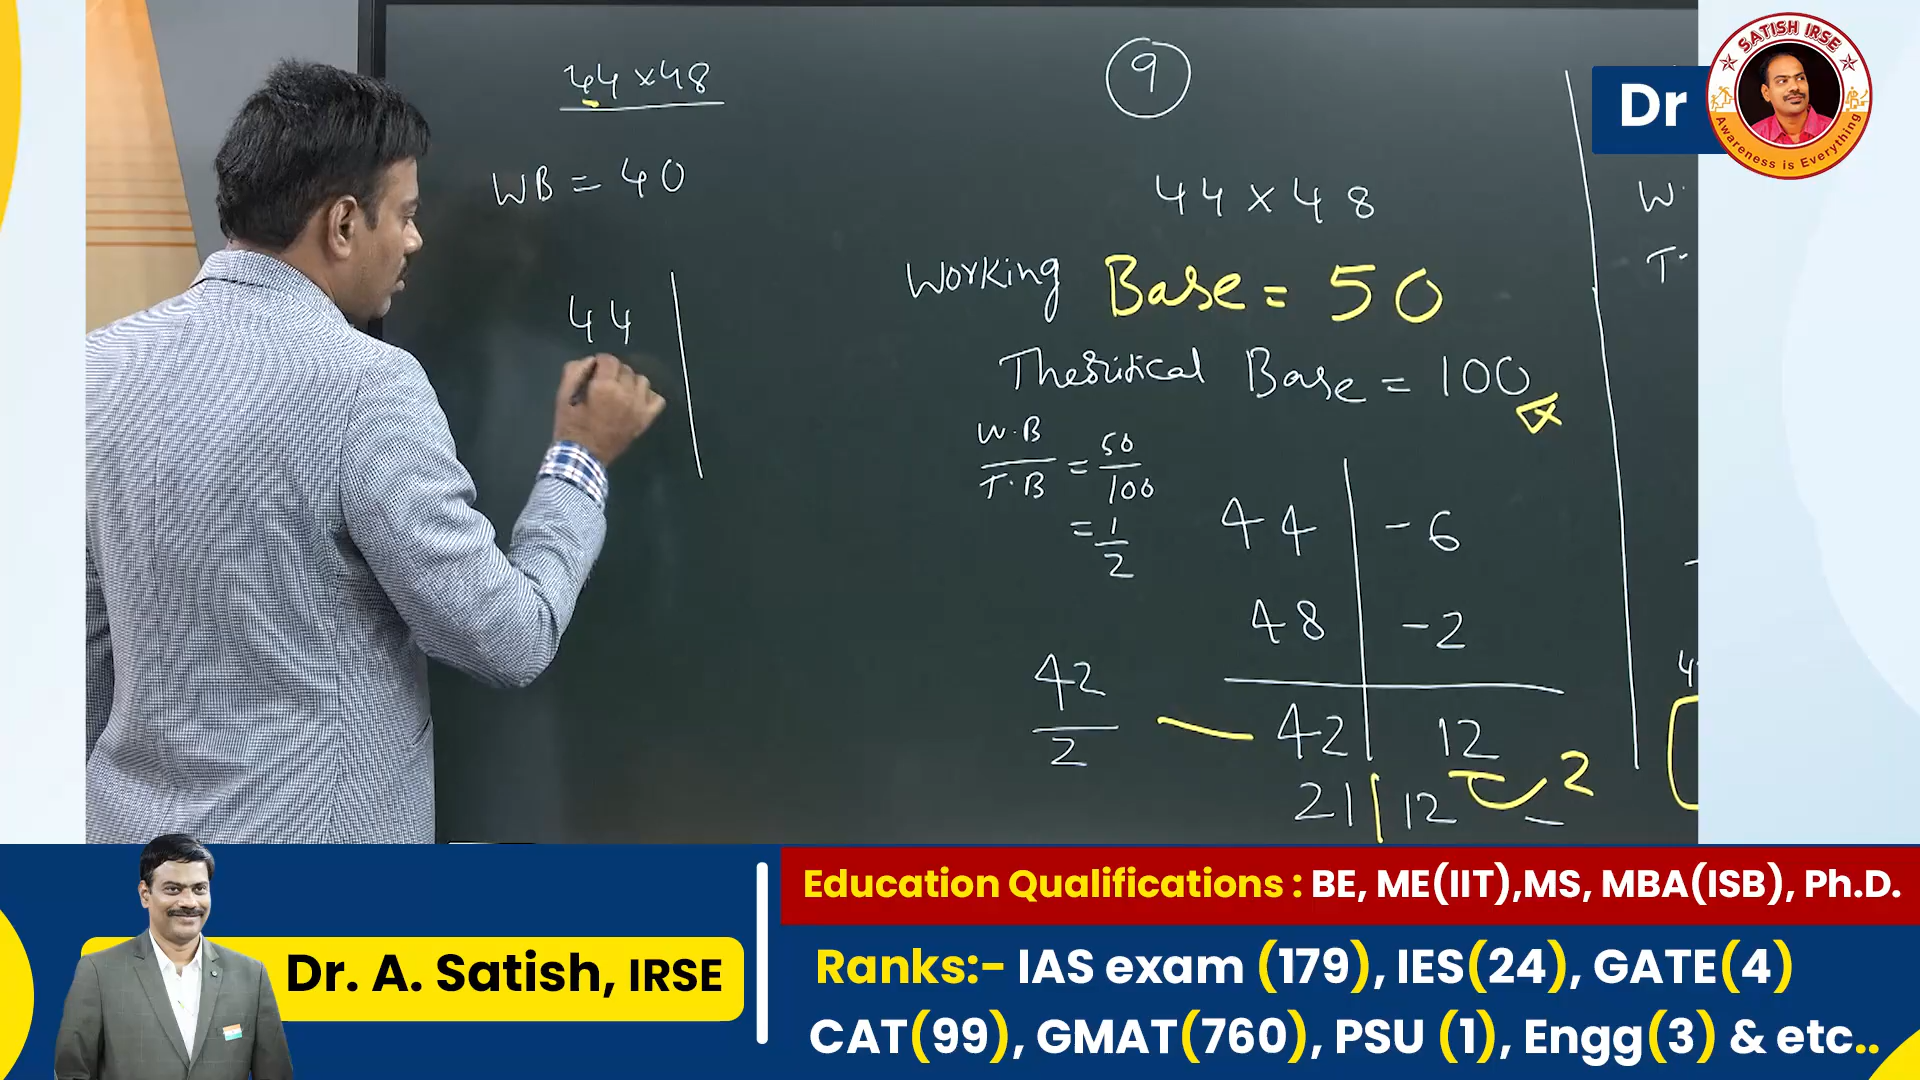 44 x 48
WB = 40
44
9
44 x 48
Working Base = 50
Theoritical Base = 100
W.B
T.B
= 50
100
= 1
2
44 | -6
48 | -2
42 | 12
21 | 12
2
42
2
W.
T-
4
Dr
SATISH IRSE
Awareness is Everything
Dr. A. Satish, IRSE
Education Qualifications : BE, ME(IIT),MS, MBA(ISB), Ph.D.
Ranks:- IAS exam (179), IES(24), GATE(4)
CAT(99), GMAT(760), PSU (1), Engg(3) & etc..